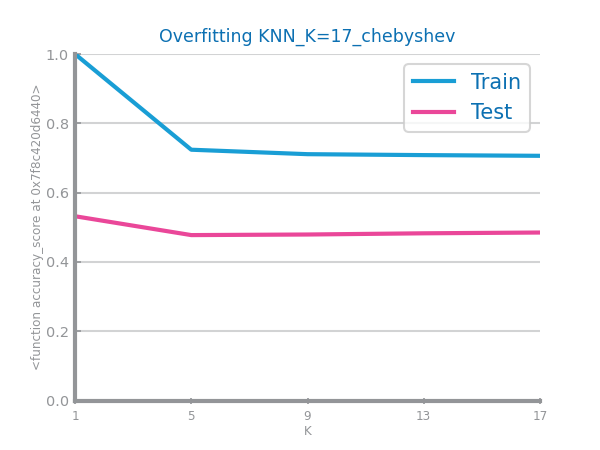 Overfitting KNN_K=17_chebyshev
<function accuracy_score at 0x7f8c420d6440>
1.0
0.8
0.6
0.4
0.2
0.0
Train
Test
1 5 9 13 17
K